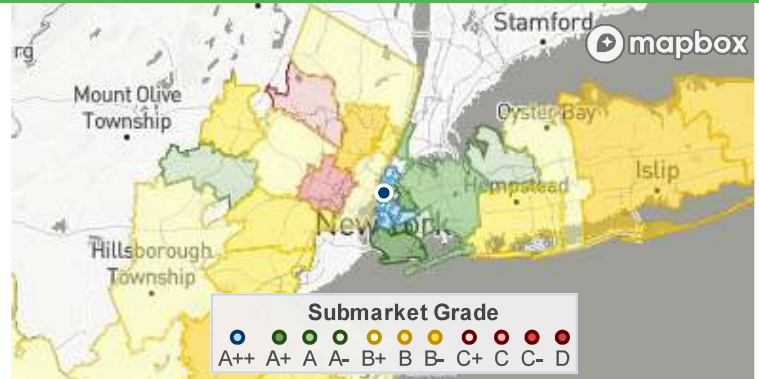 Stamford
mapbox
rg
Mount Olive
Township
Oyster Bay
Islip
Hempstead
New York
Hillsborough
Township
Submarket Grade
A++ A+ A A- B+ B B- C+ C C- D